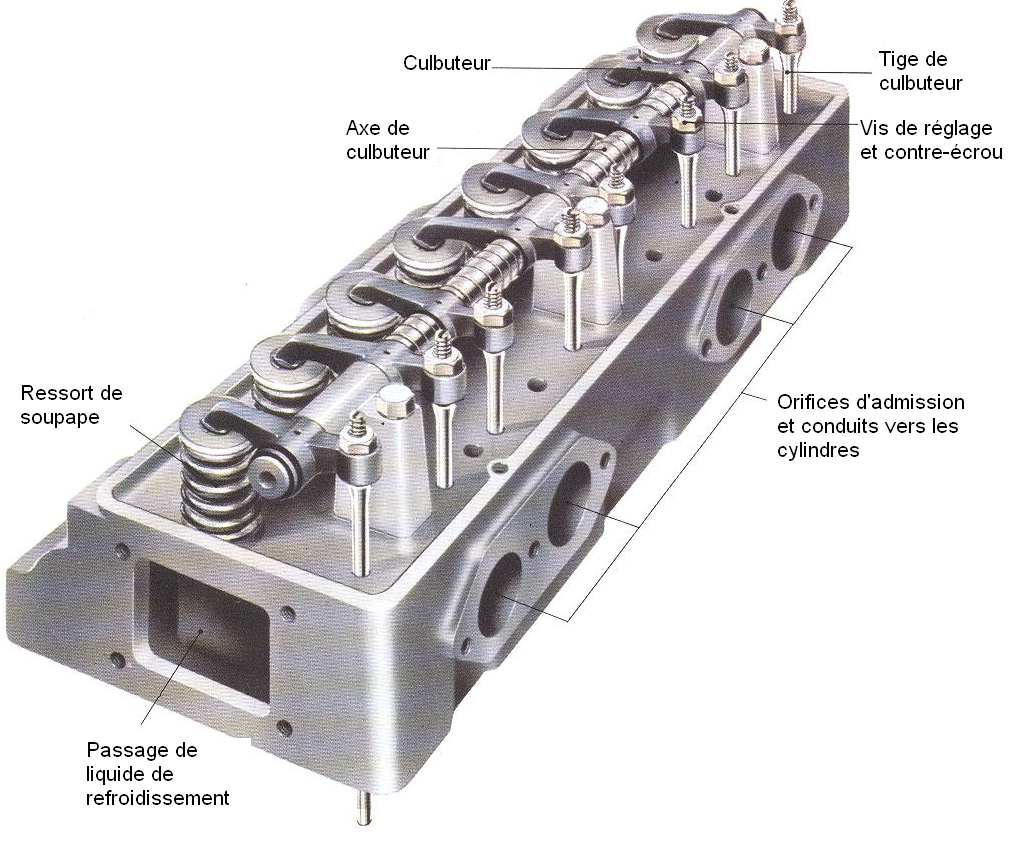 Culbuteur
Tige de
culbuteur
Axe de
culbuteur
Vis de réglage
et contre-écrou
Ressort de
soupape
Orifices d'admission
et conduits vers les
cylindres
Passage de
liquide de
refroidissement